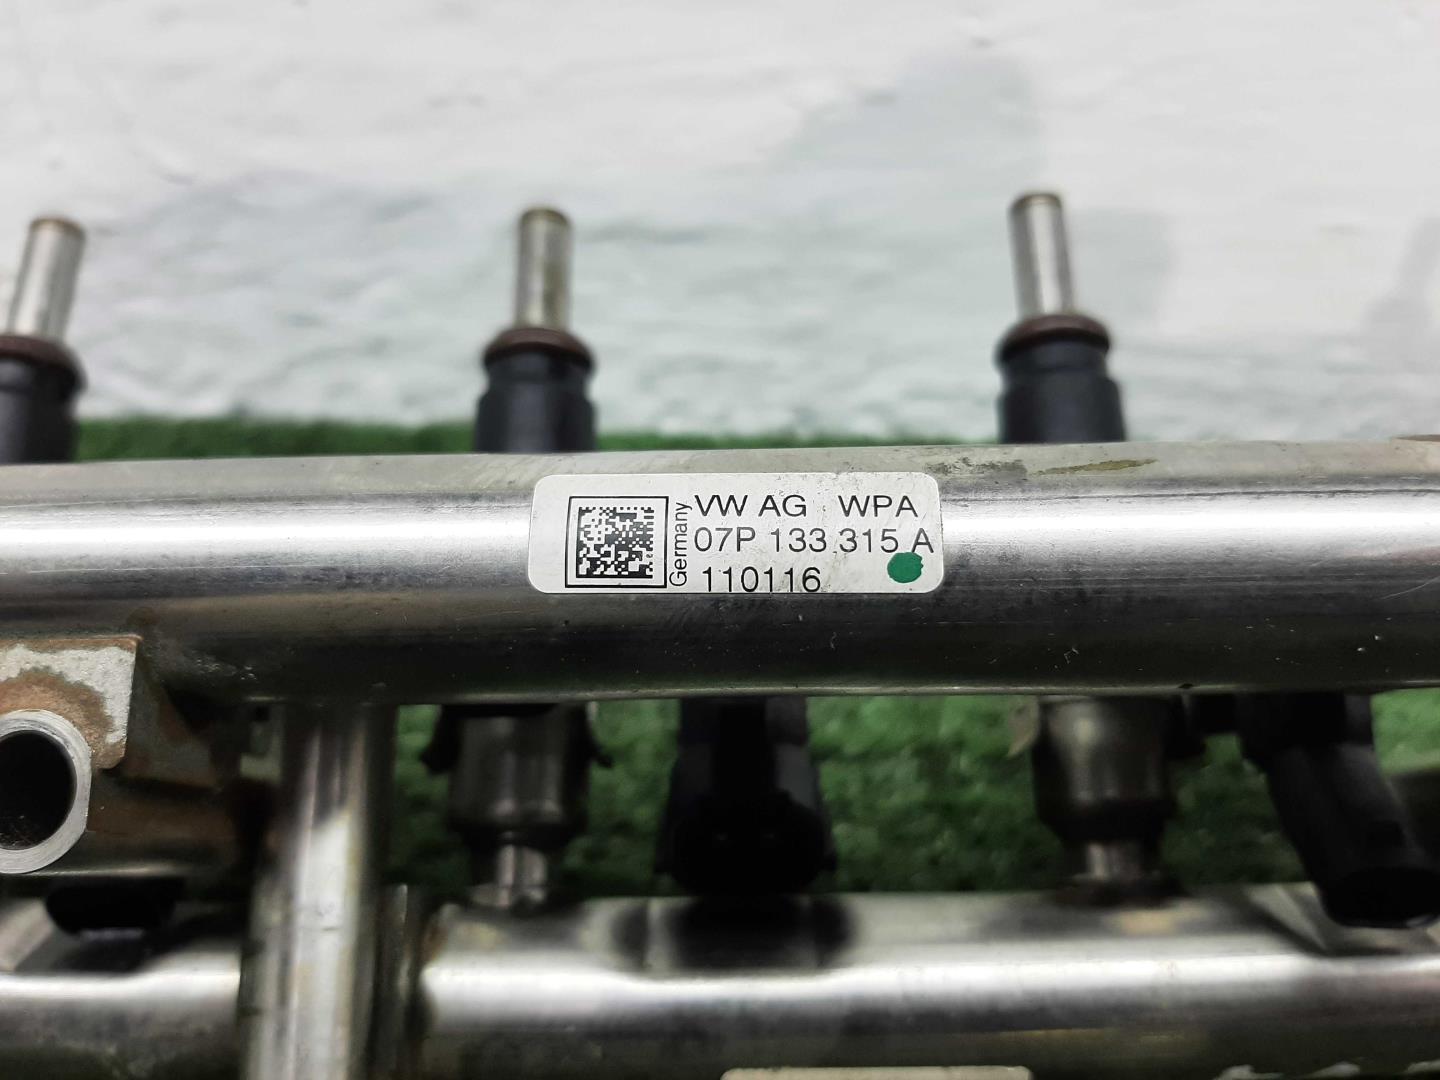 VW AG WPA
Germany
07P 133 315 A
110116